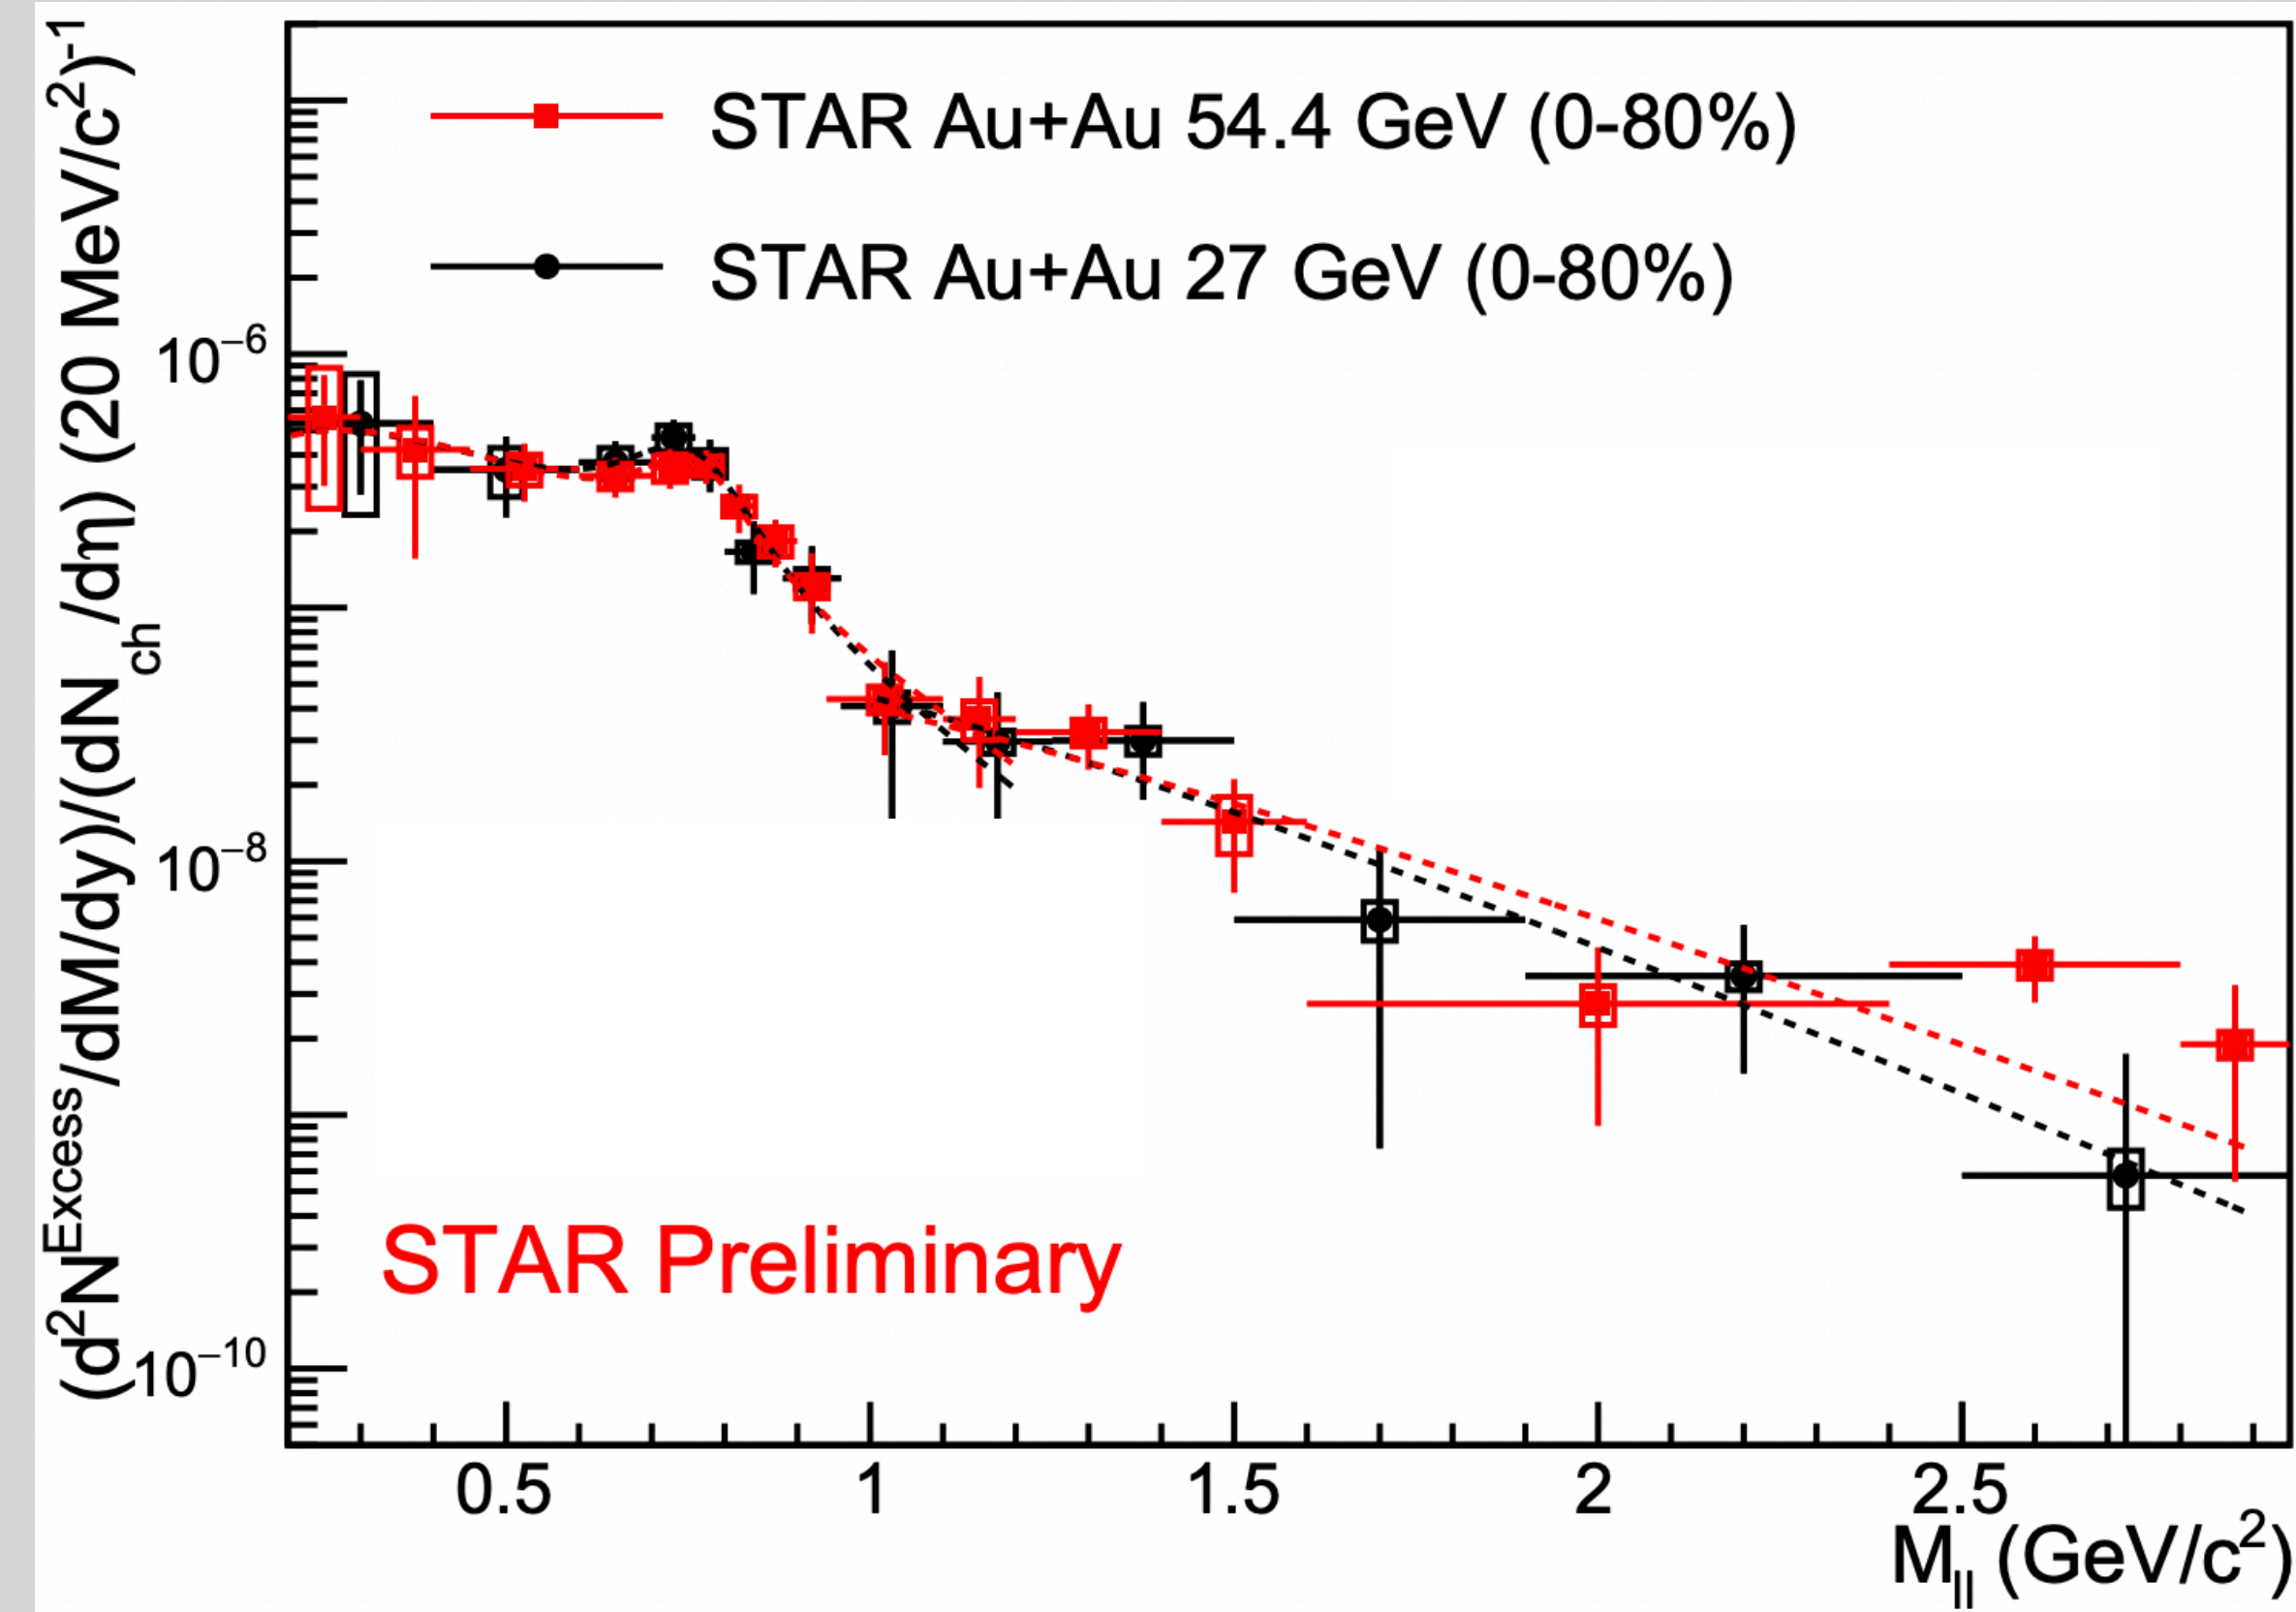 (d²N^Excess/dM/dy)/(dN_ch/dη) (20 MeV/c²)⁻¹
STAR Au+Au 54.4 GeV (0-80%)
STAR Au+Au 27 GeV (0-80%)
10⁻⁶
10⁻⁸
10⁻¹⁰
STAR Preliminary
0.5 1 1.5 2 2.5
M_ll (GeV/c²)